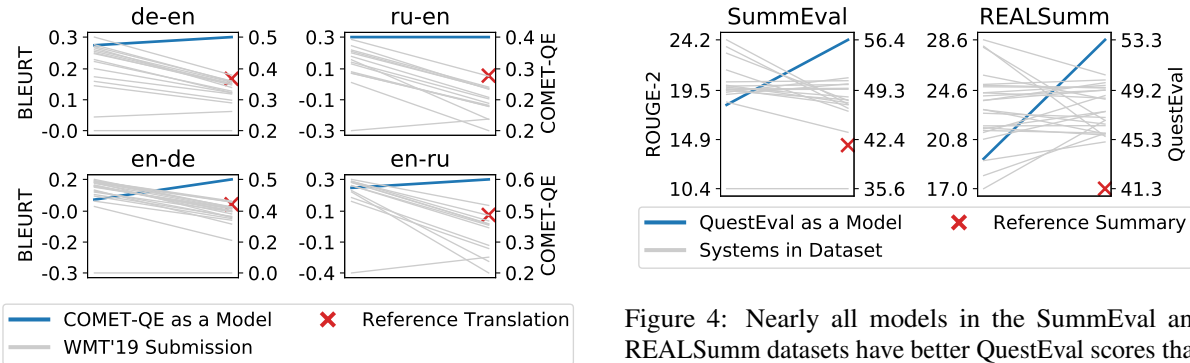 de-en
ru-en
BLEURT
0.3
0.2
0.1
-0.0
0.5
0.4
0.3
0.2
0.3
0.1
-0.1
-0.3
0.4
0.3
0.2
0.2
COMET-QE
en-de
en-ru
BLEURT
0.2
-0.0
-0.1
-0.3
0.5
0.4
0.2
0.0
0.3
0.1
-0.1
-0.4
0.6
0.5
0.3
0.2
COMET-QE
COMET-QE as a Model
Reference Translation
WMT'19 Submission
SummEval
REALSumm
ROUGE-2
24.2
19.5
14.9
10.4
56.4
49.3
42.4
35.6
28.6
24.6
20.8
17.0
53.3
49.2
45.3
41.3
QuestEval
QuestEval as a Model
Reference Summary
Systems in Dataset
Figure 4: Nearly all models in the SummEval an
REALSumm datasets have better QuestEval scores tha